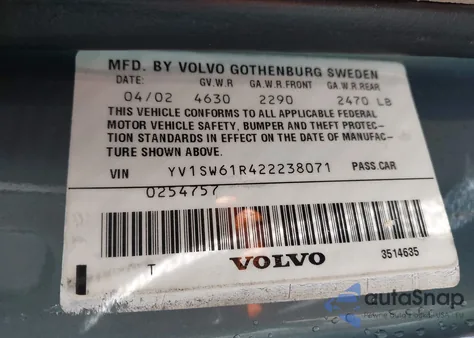 MFD. BY VOLVO GOTHENBURG SWEDEN
DATE: GV.W.R GA.W.R.FRONT GA.W.R.REAR
04/02 4630 2290 2470 LB
THIS VEHICLE CONFORMS TO ALL APPLICABLE FEDERAL
MOTOR VEHICLE SAFETY, BUMPER AND THEFT PROTEC-
TION STANDARDS IN EFFECT ON THE DATE OF MANUFAC-
TURE SHOWN ABOVE.
VIN YV1SW61R422238071 PASS.CAR
0254757
T VOLVO 3514635
autoSnap